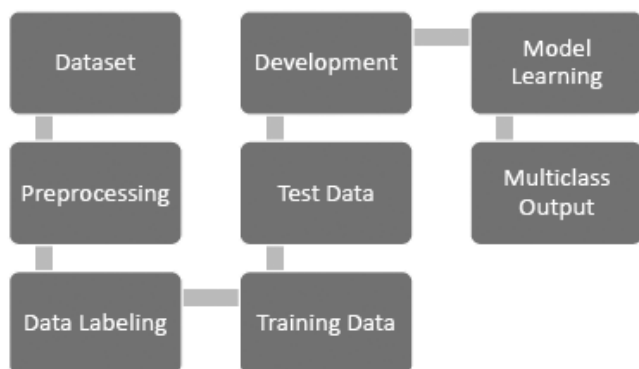 Dataset
Preprocessing
Data Labeling
Training Data
Test Data
Development
Model
Learning
Multiclass
Output